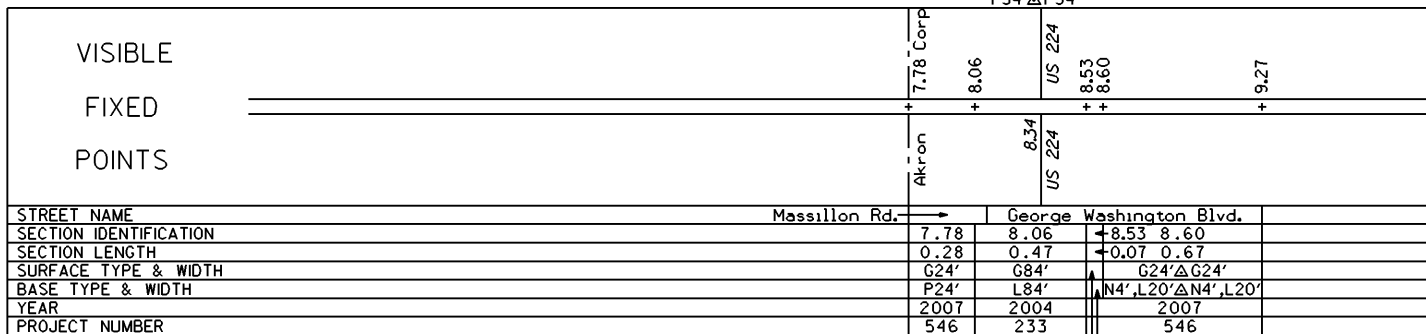 P34'△P34'
VISIBLE
FIXED
POINTS
7.78 Corp
8.06
US 224
8.53
8.60
9.27
Akron
8.34
US 224
STREET NAME Massillon Rd. George Washington Blvd.
SECTION IDENTIFICATION 7.78 8.06 8.53 8.60
SECTION LENGTH 0.28 0.47 0.07 0.67
SURFACE TYPE & WIDTH G24' G84' G24'△G24'
BASE TYPE & WIDTH P24' L84' N4',L20'△N4',L20'
YEAR 2007 2004 2007
PROJECT NUMBER 546 233 546